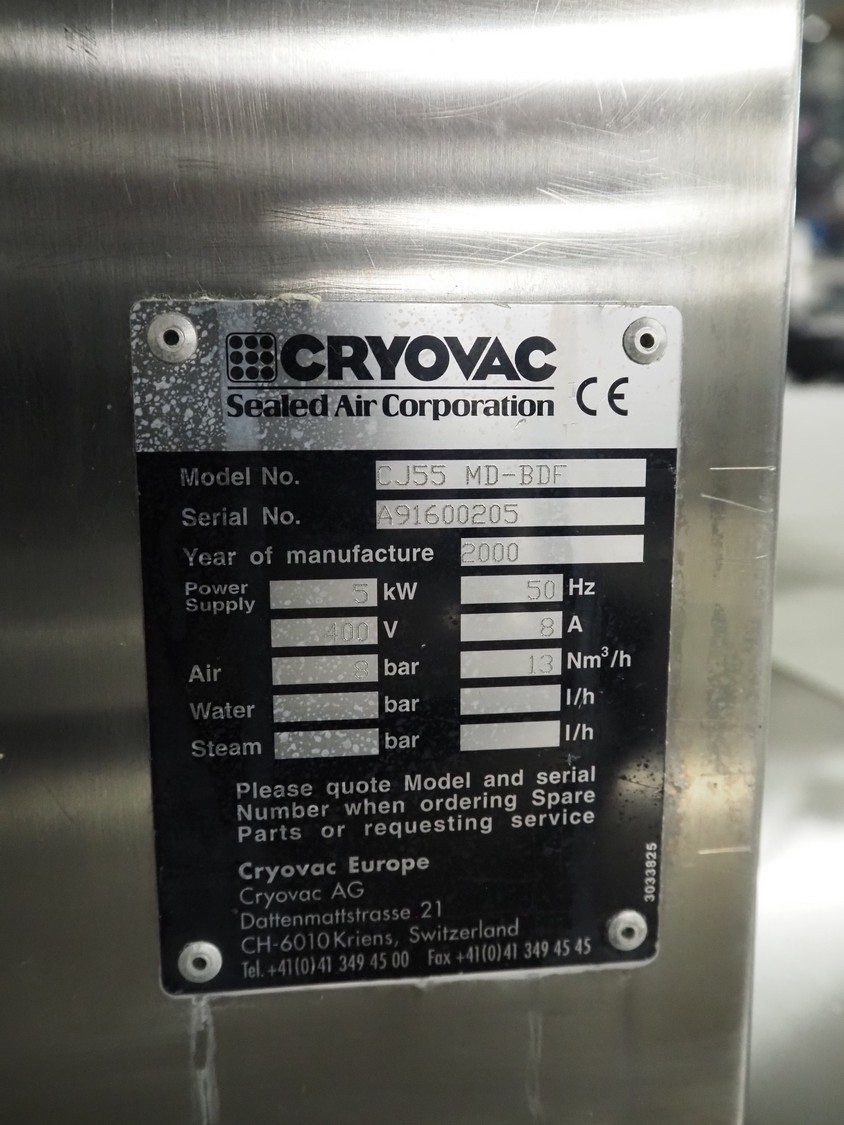 CRYOVAC
Sealed Air Corporation CE
Model No. CJ55 MD-BDF
Serial No. A91600205
Year of manufacture 2000
Power Supply 5 kW 50 Hz
400 V 8 A
Air 8 bar 13 Nm³/h
Water bar l/h
Steam bar l/h
Please quote Model and serial
Number when ordering Spare
Parts or requesting service
Cryovac Europe
Cryovac AG
Dattenmattstrasse 21
CH-6010 Kriens, Switzerland
Tel. +41(0)41 349 45 00 Fax +41(0)41 349 45 45
3033825